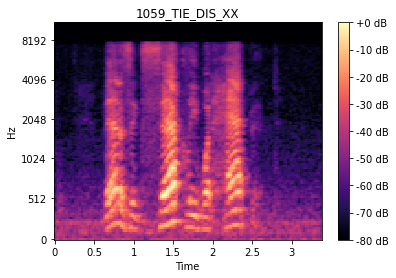 1059_TIE_DIS_XX
+0 dB
8192
-10 dB
4096
-20 dB
-30 dB
2048
Hz
-40 dB
1024
-50 dB
512
-60 dB
-70 dB
0
-80 dB
0 0.5 1 1.5 2 2.5 3
Time